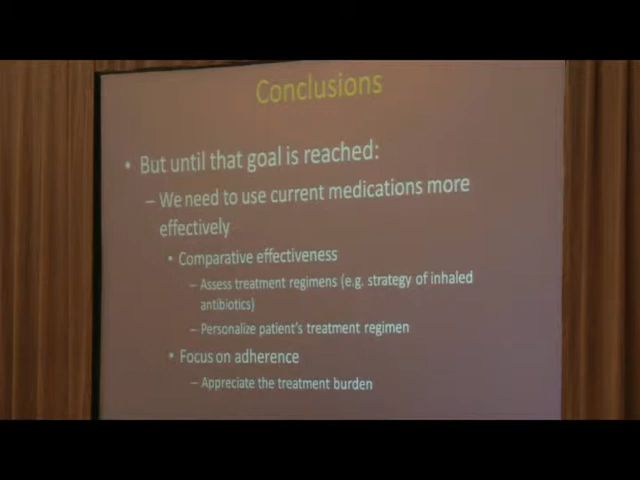 Conclusions
• But until that goal is reached:
– We need to use current medications more
effectively
• Comparative effectiveness
– Assess treatment regimens (e.g. strategy of inhaled
antibiotics)
– Personalize patient's treatment regimen
• Focus on adherence
– Appreciate the treatment burden